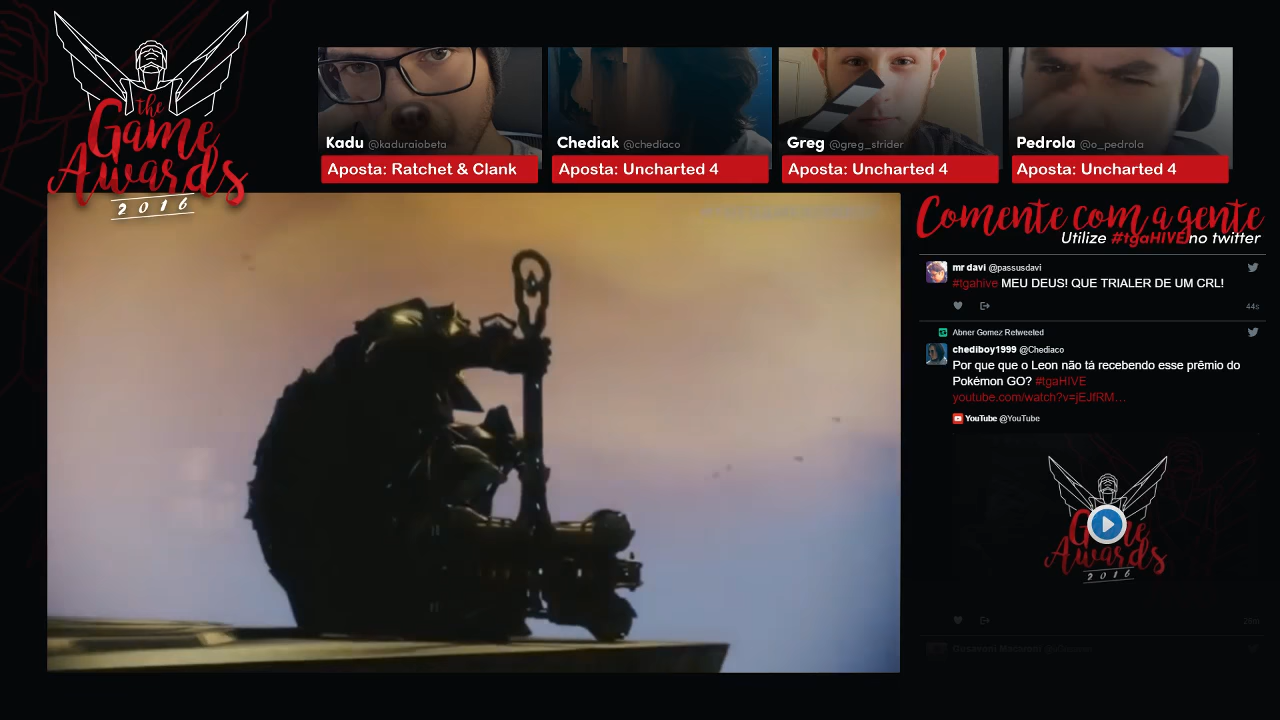 the
Game
Awards
2016
Kadu @kaduraiobeta
Aposta: Ratchet & Clank
Chediak @chediaco
Aposta: Uncharted 4
Greg @greg_strider
Aposta: Uncharted 4
Pedrola @o_pedrola
Aposta: Uncharted 4
Comente com a gente
Utilize #tgaHIVE no twitter
mr davi @passusdavi
#tgahive MEU DEUS! QUE TRIALER DE UM CRL!
44s
Abner Gomez Retweeted
chediboy1999 @Chediaco
Por que que o Leon não tá recebendo esse prêmio do
Pokémon GO? #tgaHIVE
youtube.com/watch?v=jEJfRM…
YouTube @YouTube
Game
Awards
2016